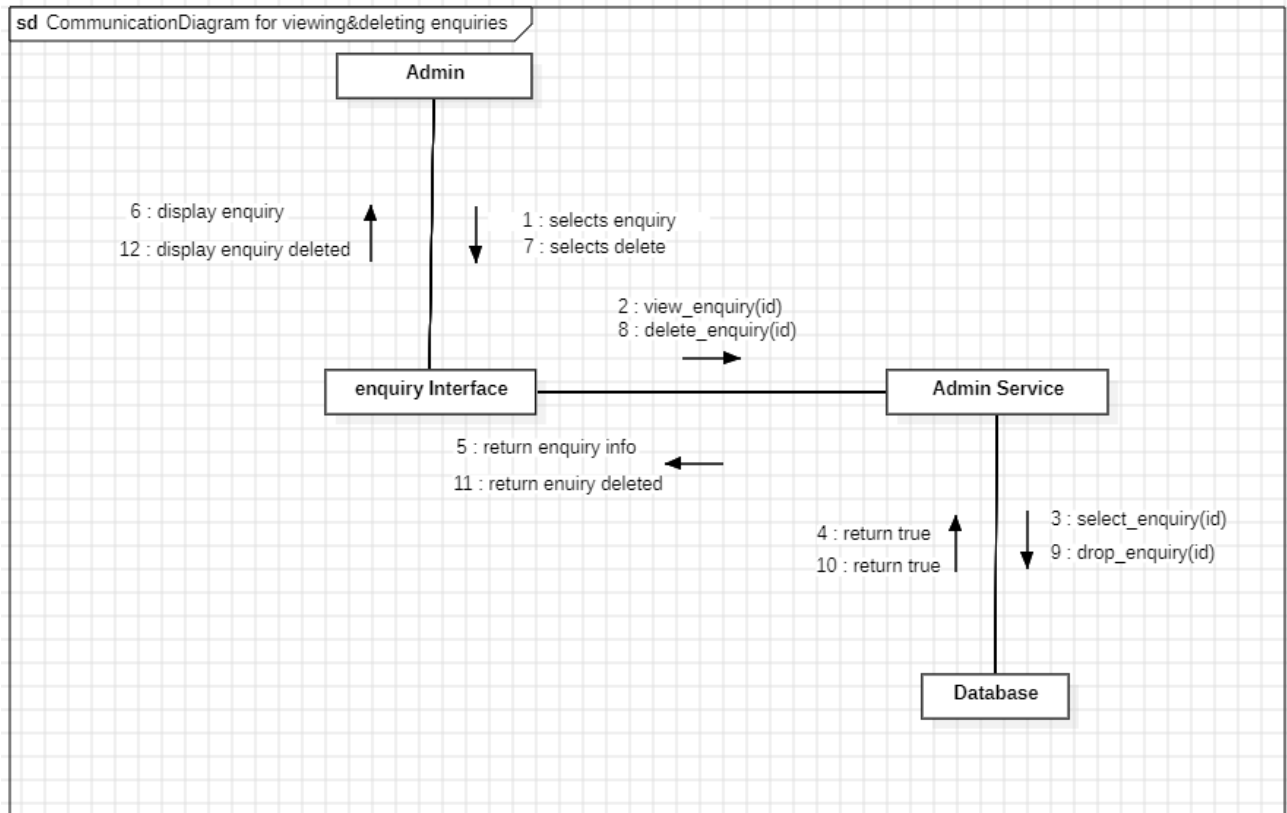 sd CommunicationDiagram for viewing&deleting enquiries
Admin
6 : display enquiry
12 : display enquiry deleted
1 : selects enquiry
7 : selects delete
2 : view_enquiry(id)
8 : delete_enquiry(id)
enquiry Interface
Admin Service
5 : return enquiry info
11 : return enuiry deleted
4 : return true
10 : return true
3 : select_enquiry(id)
9 : drop_enquiry(id)
Database